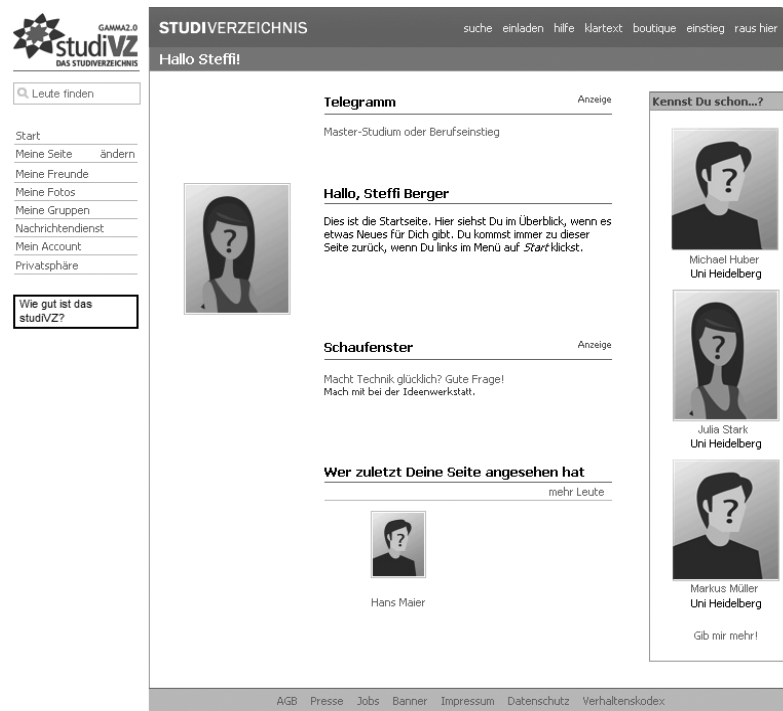 GAMMA2.0
studiVZ
DAS STUDIVERZEICHNIS
STUDIVERZEICHNIS
suche einladen hilfe klartext boutique einstieg raus hier
Hallo Steffi!
Leute finden
Start
Meine Seite ändern
Meine Freunde
Meine Fotos
Meine Gruppen
Nachrichtendienst
Mein Account
Privatsphäre
Wie gut ist das
studiVZ?
Telegramm Anzeige
Master-Studium oder Berufseinstieg
?
Hallo, Steffi Berger
Dies ist die Startseite. Hier siehst Du im Überblick, wenn es
etwas Neues für Dich gibt. Du kommst immer zu dieser
Seite zurück, wenn Du links im Menü auf Start klickst.
Schaufenster Anzeige
Macht Technik glücklich? Gute Frage!
Mach mit bei der Ideenwerkstatt.
Wer zuletzt Deine Seite angesehen hat
mehr Leute
?
Hans Maier
Kennst Du schon...?
?
Michael Huber
Uni Heidelberg
?
Julia Stark
Uni Heidelberg
?
Markus Müller
Uni Heidelberg
Gib mir mehr!
AGB Presse Jobs Banner Impressum Datenschutz Verhaltenskodex